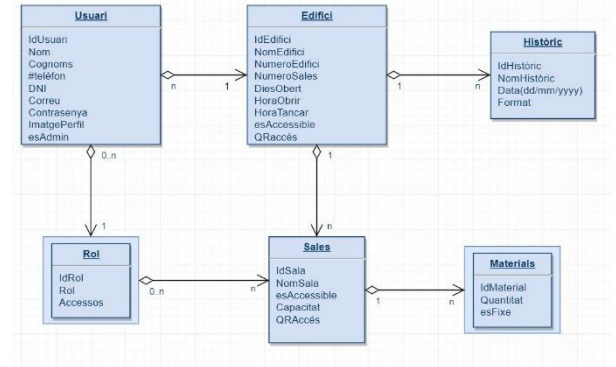 Usuari
IdUsuari
Nom
Cognoms
#telèfon
DNI
Correu
Contrasenya
ImatgePerfil
esAdmin
n
1
Edifici
IdEdifici
NomEdifici
NumeroEdifici
NumeroSales
DiesObert
HoraObrir
HoraTancar
esAccessible
QRaccés
1
n
Històric
IdHistòric
NomHistòric
Data(dd/mm/yyyy)
Format
0..n
1
1
n
Rol
IdRol
Rol
Accessos
0..n
n
Sales
IdSala
NomSala
esAccessible
Capacitat
QRAccés
1
n
Materials
IdMaterial
Quantitat
esFixe